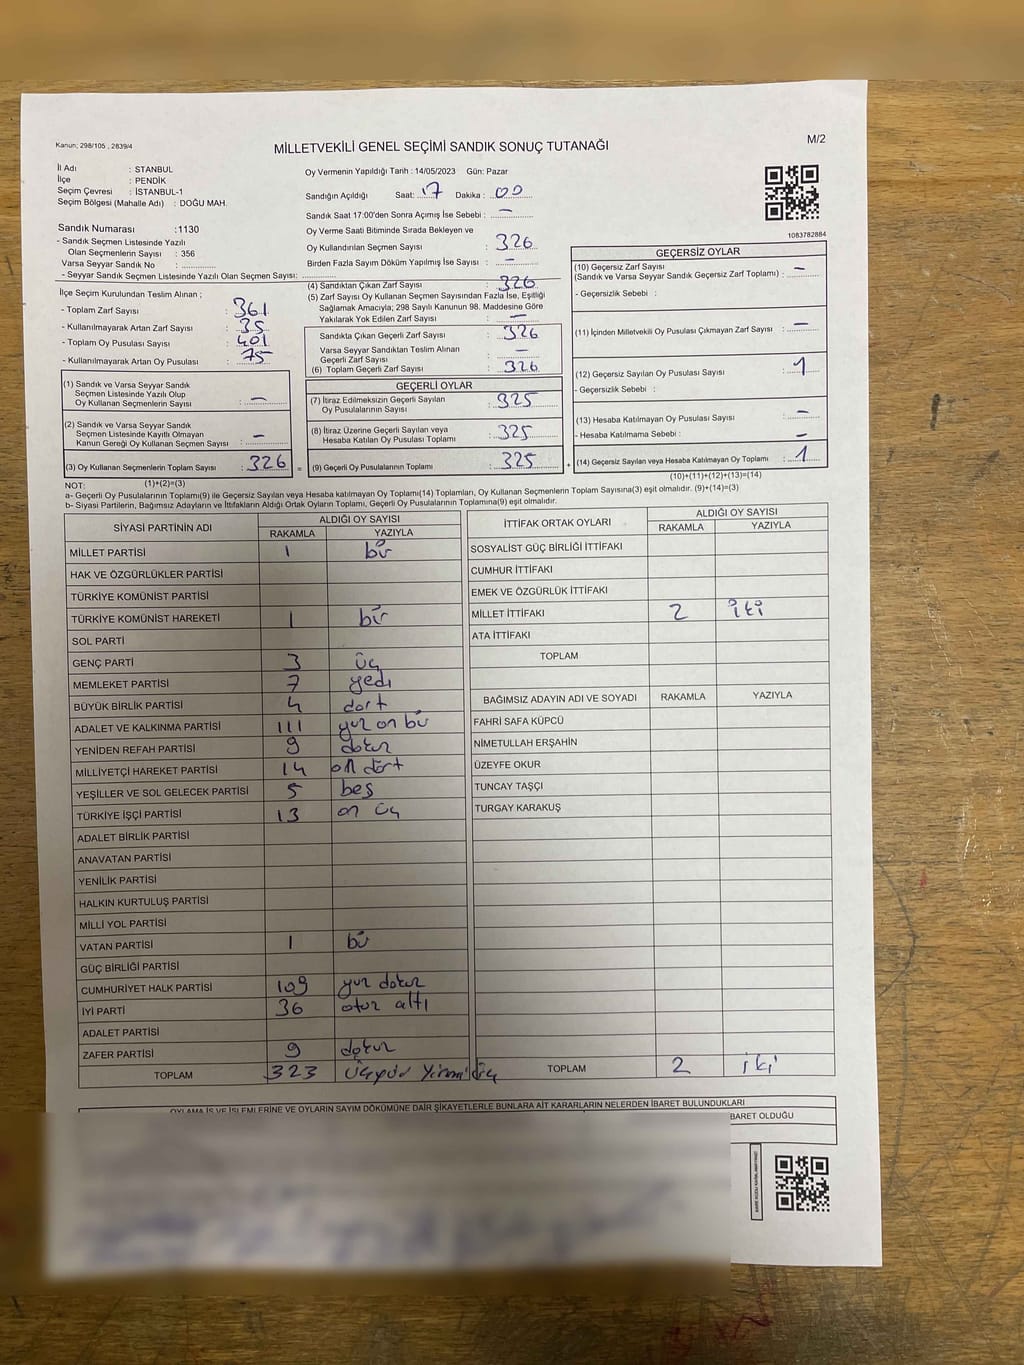 Kanun; 298/105 , 2839/4
MİLLETVEKİLİ GENEL SEÇİMİ SANDIK SONUÇ TUTANAĞI
M/2
İl Adı : STANBUL
İlçe : PENDİK
Seçim Çevresi : İSTANBUL-1
Seçim Bölgesi (Mahalle Adı) : DOĞU MAH.
Sandık Numarası :1130
- Sandık Seçmen Listesinde Yazılı
Olan Seçmenlerin Sayısı : 356
Varsa Seyyar Sandık No :
- Seyyar Sandık Seçmen Listesinde Yazılı Olan Seçmen Sayısı:
İlçe Seçim Kurulundan Teslim Alınan ;
- Toplam Zarf Sayısı : 361
- Kullanılmayarak Artan Zarf Sayısı : 35
- Toplam Oy Pusulası Sayısı : 401
- Kullanılmayarak Artan Oy Pusulası : 75
(1) Sandık ve Varsa Seyyar Sandık
Seçmen Listesinde Yazılı Olup
Oy Kullanan Seçmenlerin Sayısı : –
(2) Sandık ve Varsa Seyyar Sandık
Seçmen Listesinde Kayıtlı Olmayan
Kanun Gereği Oy Kullanan Seçmen Sayısı : –
(3) Oy Kullanan Seçmenlerin Toplam Sayısı : 326
Oy Vermenin Yapıldığı Tarih : 14/05/2023 Gün: Pazar
Sandığın Açıldığı Saat: 17 Dakika : 00
Sandık Saat 17:00'den Sonra Açımış İse Sebebi : –
Oy Verme Saati Bitiminde Sırada Bekleyen ve
Oy Kullandırılan Seçmen Sayısı : 326
Birden Fazla Sayım Döküm Yapılmış İse Sayısı : –
(4) Sandıktan Çıkan Zarf Sayısı : 326
(5) Zarf Sayısı Oy Kullanan Seçmen Sayısından Fazla İse, Eşitliği
Sağlamak Amacıyla; 298 Sayılı Kanunun 98. Maddesine Göre
Yakılarak Yok Edilen Zarf Sayısı : –
Sandıkta Çıkan Geçerli Zarf Sayısı : 326
Varsa Seyyar Sandıktan Teslim Alınan
Geçerli Zarf Sayısı : –
(6) Toplam Geçerli Zarf Sayısı : 326
GEÇERLİ OYLAR
(7) İtiraz Edilmeksizin Geçerli Sayılan
Oy Pusulalarının Sayısı : 325
(8) İtiraz Üzerine Geçerli Sayılan veya
Hesaba Katılan Oy Pusulası Toplamı : 325
(9) Geçerli Oy Pusulalarının Toplamı : 325
1083782884
GEÇERSİZ OYLAR
(10) Geçersiz Zarf Sayısı
(Sandık ve Varsa Seyyar Sandık Geçersiz Zarf Toplamı) : –
- Geçersizlik Sebebi :
(11) İçinden Milletvekili Oy Pusulası Çıkmayan Zarf Sayısı : –
(12) Geçersiz Sayılan Oy Pusulası Sayısı : 1
- Geçersizlik Sebebi :
(13) Hesaba Katılmayan Oy Pusulası Sayısı : –
- Hesaba Katılmama Sebebi : –
(14) Geçersiz Sayılan veya Hesaba Katılmayan Oy Toplamı : 1
NOT: (1)+(2)=(3)
(10)+(11)+(12)+(13)=(14)
a- Geçerli Oy Pusulalarının Toplamı(9) ile Geçersiz Sayılan veya Hesaba katılmayan Oy Toplamı(14) Toplamları, Oy Kullanan Seçmenlerin Toplam Sayısına(3) eşit olmalıdır. (9)+(14)=(3)
b- Siyasi Partilerin, Bağımsız Adayların ve İttifakların Aldığı Ortak Oyların Toplamı, Geçerli Oy Pusulalarının Toplamına(9) eşit olmalıdır.
SİYASİ PARTİNİN ADI ALDIĞI OY SAYISI
RAKAMLA YAZIYLA
MİLLET PARTİSİ 1 bir
HAK VE ÖZGÜRLÜKLER PARTİSİ
TÜRKİYE KOMÜNİST PARTİSİ
TÜRKİYE KOMÜNİST HAREKETİ 1 bir
SOL PARTİ
GENÇ PARTİ 3 üç
MEMLEKET PARTİSİ 7 yedi
BÜYÜK BİRLİK PARTİSİ 4 dört
ADALET VE KALKINMA PARTİSİ 111 yüz on bir
YENİDEN REFAH PARTİSİ 9 dokuz
MİLLİYETÇİ HAREKET PARTİSİ 14 on dört
YEŞİLLER VE SOL GELECEK PARTİSİ 5 beş
TÜRKİYE İŞÇİ PARTİSİ 13 on üç
ADALET BİRLİK PARTİSİ
ANAVATAN PARTİSİ
YENİLİK PARTİSİ
HALKIN KURTULUŞ PARTİSİ
MİLLİ YOL PARTİSİ
VATAN PARTİSİ 1 bir
GÜÇ BİRLİĞİ PARTİSİ
CUMHURİYET HALK PARTİSİ 109 yüz dokuz
İYİ PARTİ 36 otuz altı
ADALET PARTİSİ
ZAFER PARTİSİ 9 dokuz
TOPLAM 323 üçyüz yirmi üç
İTTİFAK ORTAK OYLARI ALDIĞI OY SAYISI
RAKAMLA YAZIYLA
SOSYALİST GÜÇ BİRLİĞİ İTTİFAKI
CUMHUR İTTİFAKI
EMEK VE ÖZGÜRLÜK İTTİFAKI
MİLLET İTTİFAKI 2 iki
ATA İTTİFAKI
TOPLAM
BAĞIMSIZ ADAYIN ADI VE SOYADI RAKAMLA YAZIYLA
FAHRİ SAFA KÜPCÜ
NİMETULLAH ERŞAHİN
ÜZEYFE OKUR
TUNCAY TAŞÇI
TURGAY KARAKUŞ
TOPLAM 2 iki
OYLAMA İŞ VE İŞLEMLERİNE VE OYLARIN SAYIM DÖKÜMÜNE DAİR ŞİKAYETLERLE BUNLARA AİT KARARLARIN NELERDEN İBARET BULUNDUKLARI
BARET OLDUĞU